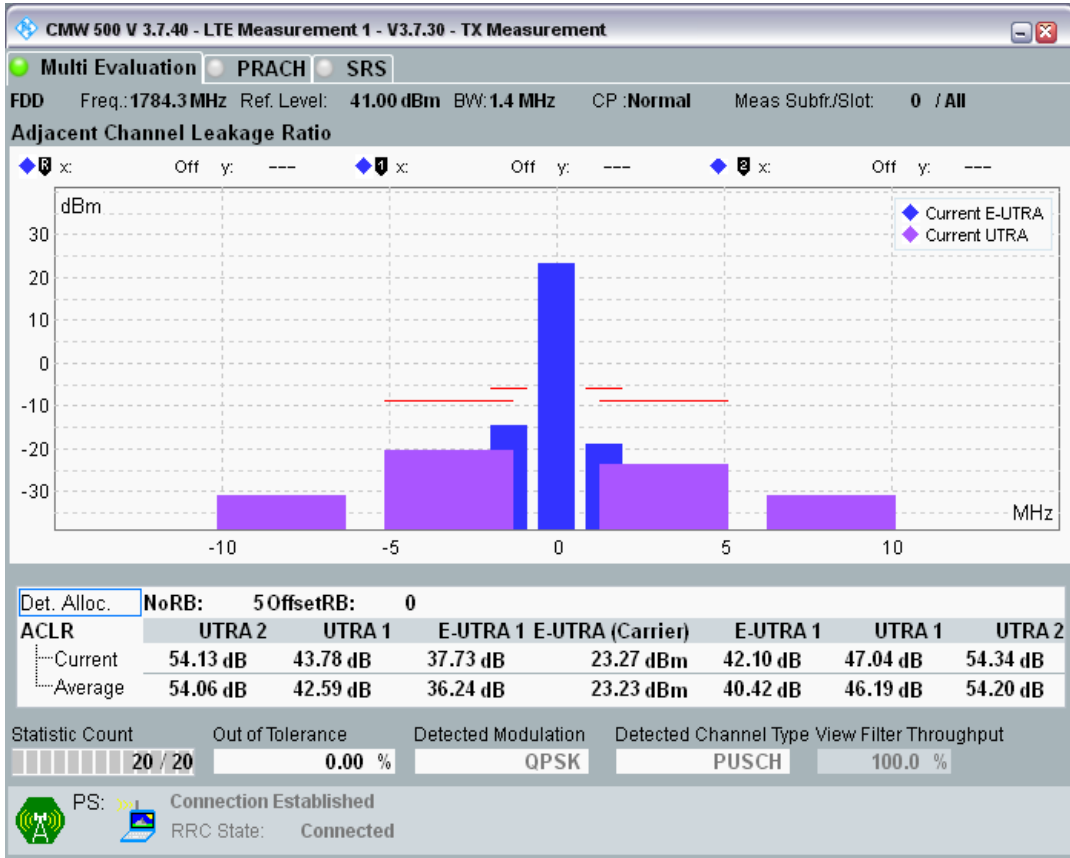 CMW 500 V 3.7.40 - LTE Measurement 1 - V3.7.30 - TX Measurement
Multi Evaluation PRACH SRS
FDD Freq.:1784.3 MHz Ref. Level: 41.00 dBm BW:1.4 MHz CP :Normal Meas Subfr./Slot: 0 / All
Adjacent Channel Leakage Ratio
R x: Off y: --- 1 x: Off y: --- 2 x: Off y: ---
dBm
Current E-UTRA
Current UTRA
30
20
10
0
-10
-20
-30
MHz
-10 -5 0 5 10
Det. Alloc. NoRB: 5 OffsetRB: 0
ACLR UTRA 2 UTRA 1 E-UTRA 1 E-UTRA (Carrier) E-UTRA 1 UTRA 1 UTRA 2
Current 54.13 dB 43.78 dB 37.73 dB 23.27 dBm 42.10 dB 47.04 dB 54.34 dB
Average 54.06 dB 42.59 dB 36.24 dB 23.23 dBm 40.42 dB 46.19 dB 54.20 dB
Statistic Count Out of Tolerance Detected Modulation Detected Channel Type View Filter Throughput
20 / 20 0.00 % QPSK PUSCH 100.0 %
PS: Connection Established
RRC State: Connected